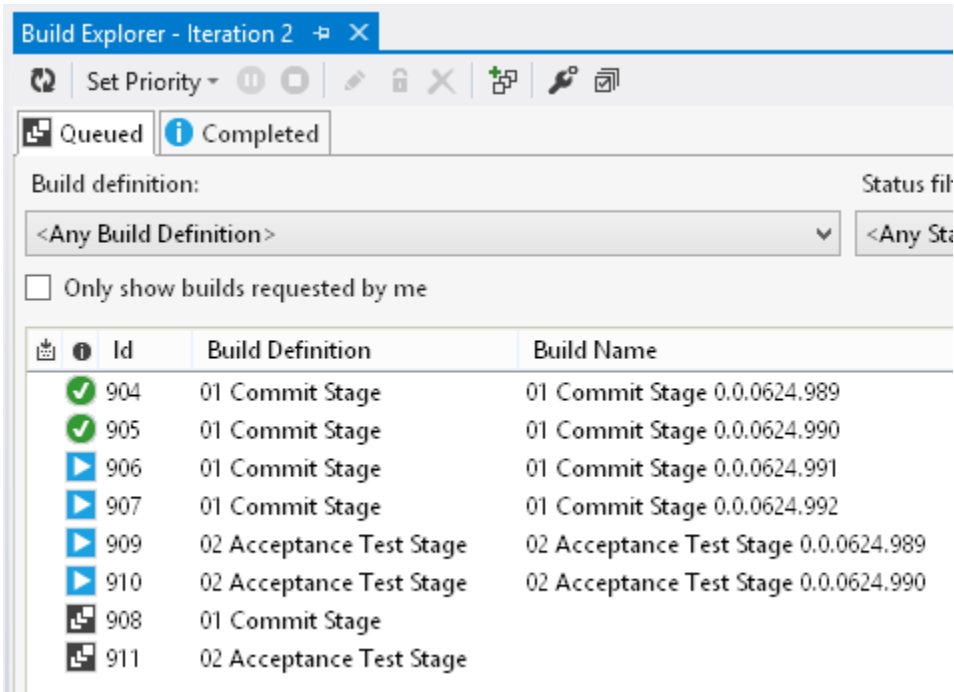 Build Explorer - Iteration 2
Set Priority
Queued Completed
Build definition: Status fil
<Any Build Definition> <Any Sta
Only show builds requested by me
Id Build Definition Build Name
904 01 Commit Stage 01 Commit Stage 0.0.0624.989
905 01 Commit Stage 01 Commit Stage 0.0.0624.990
906 01 Commit Stage 01 Commit Stage 0.0.0624.991
907 01 Commit Stage 01 Commit Stage 0.0.0624.992
909 02 Acceptance Test Stage 02 Acceptance Test Stage 0.0.0624.989
910 02 Acceptance Test Stage 02 Acceptance Test Stage 0.0.0624.990
908 01 Commit Stage
911 02 Acceptance Test Stage